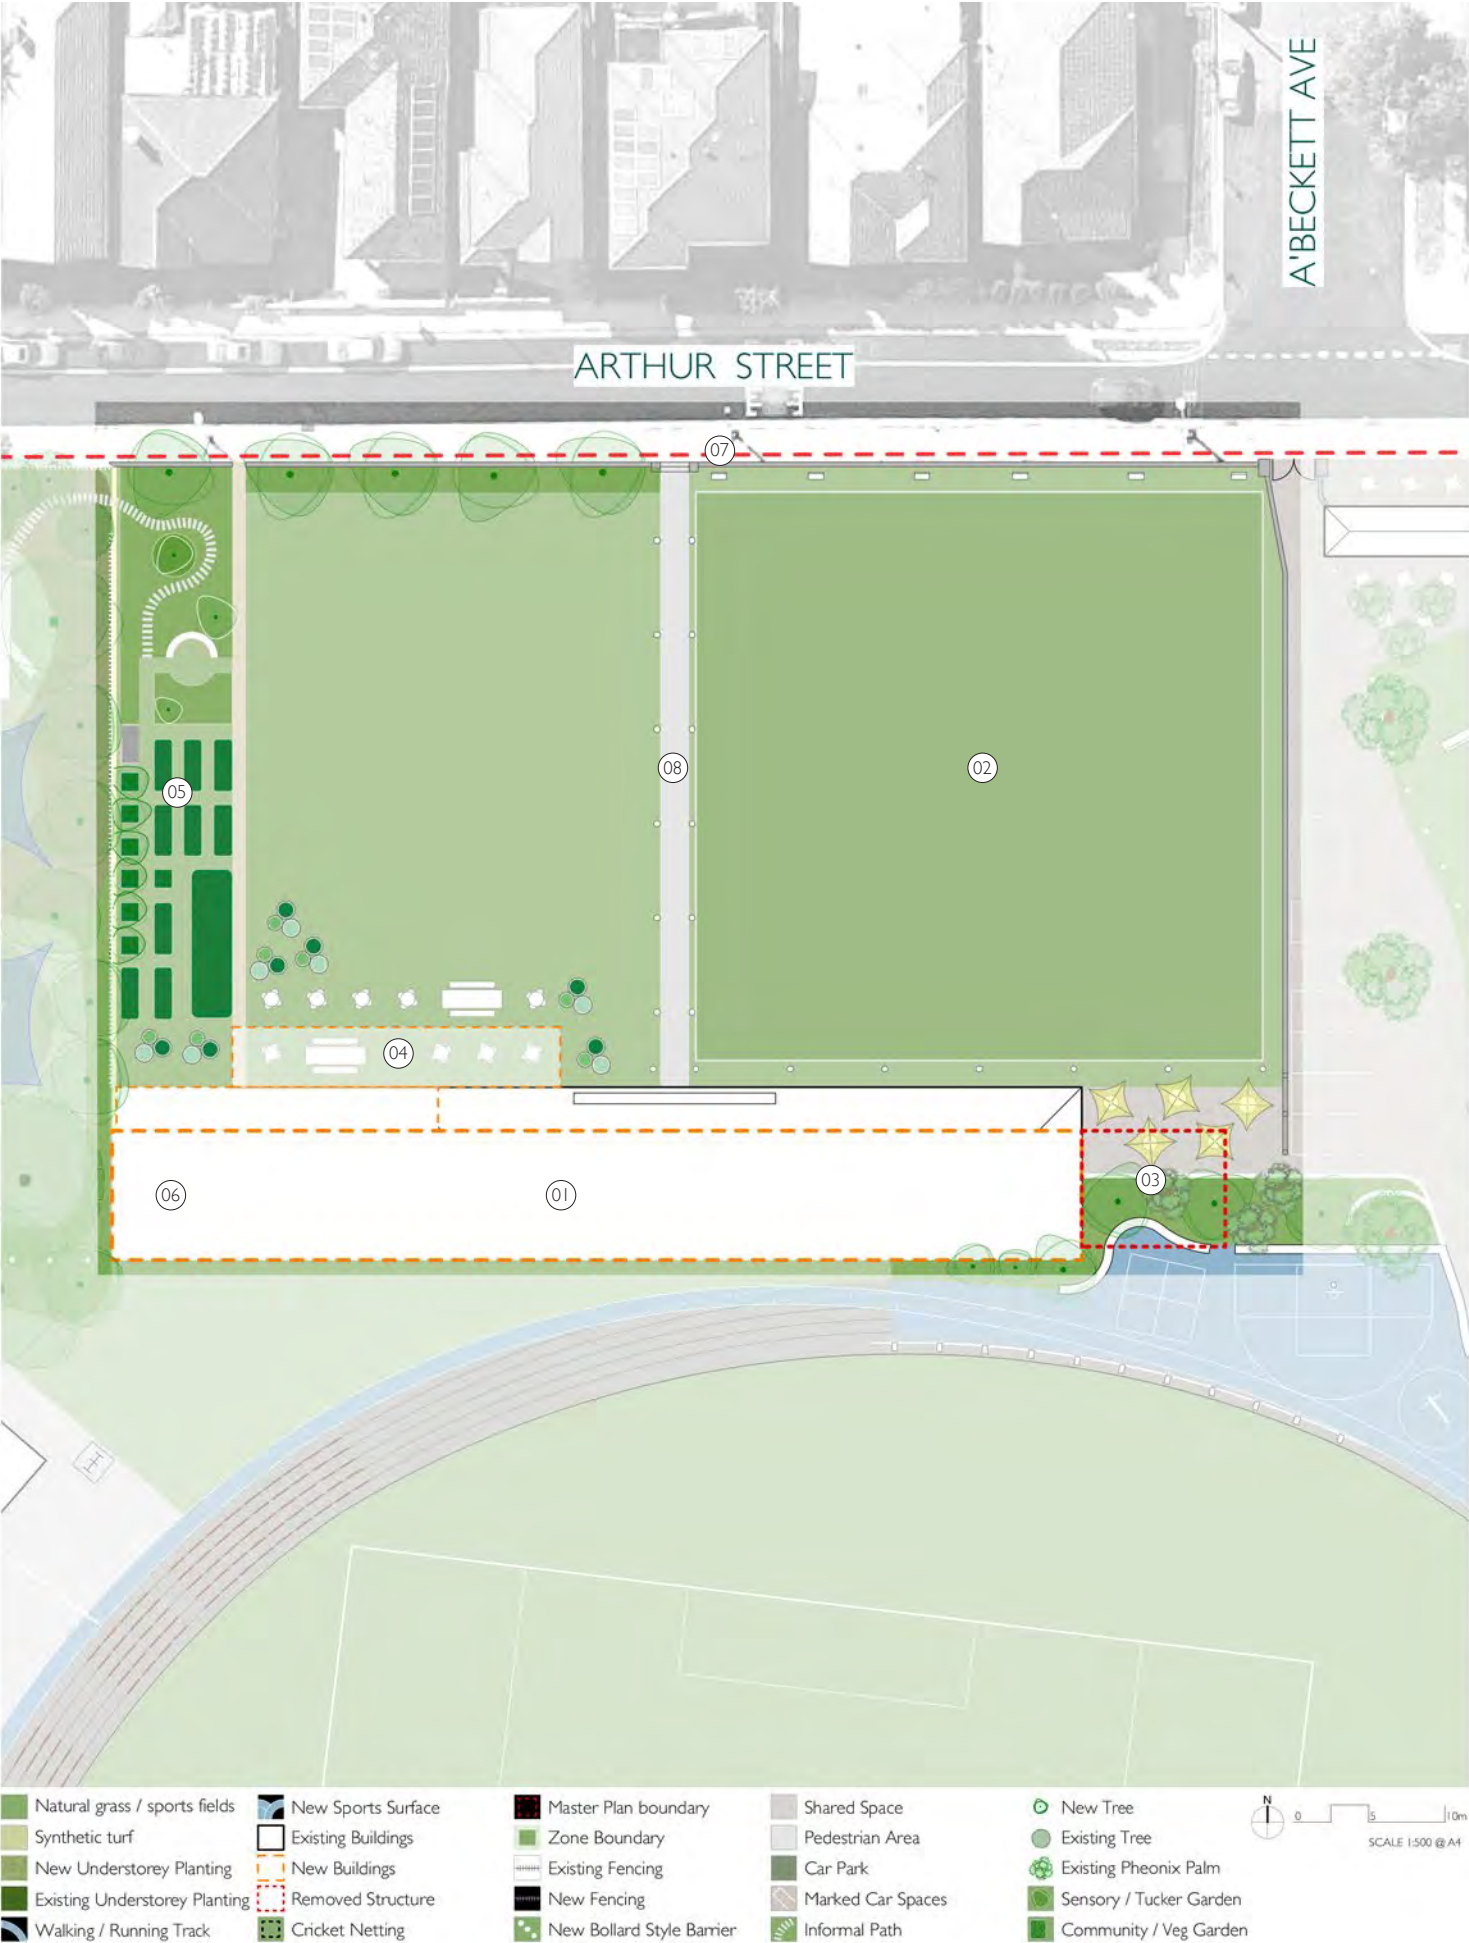 A'BECKETT AVE
ARTHUR STREET
07
05
08
02
04
03
06
01
Natural grass / sports fields
Synthetic turf
New Understorey Planting
Existing Understorey Planting
Walking / Running Track
New Sports Surface
Existing Buildings
New Buildings
Removed Structure
Cricket Netting
Master Plan boundary
Zone Boundary
Existing Fencing
New Fencing
New Bollard Style Barrier
Shared Space
Pedestrian Area
Car Park
Marked Car Spaces
Informal Path
New Tree
Existing Tree
Existing Pheonix Palm
Sensory / Tucker Garden
Community / Veg Garden
N
0 5 10m
SCALE 1:500 @ A4